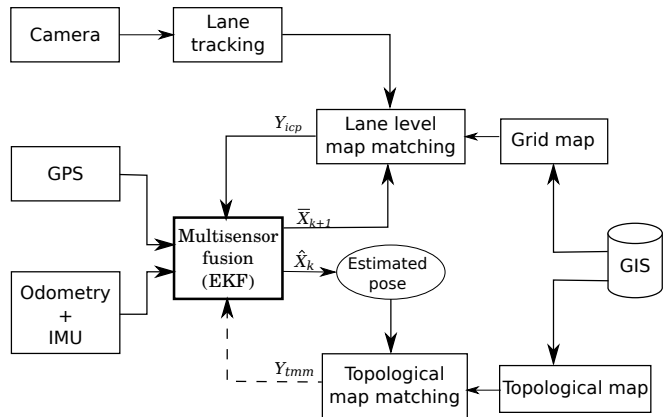 Camera
Lane
tracking
Y_icp
Lane level
map matching
Grid map
GPS
X̅_k+1
Multisensor
fusion
(EKF)
X̂_k
Estimated
pose
GIS
Odometry
+
IMU
Y_tmm
Topological
map matching
Topological map